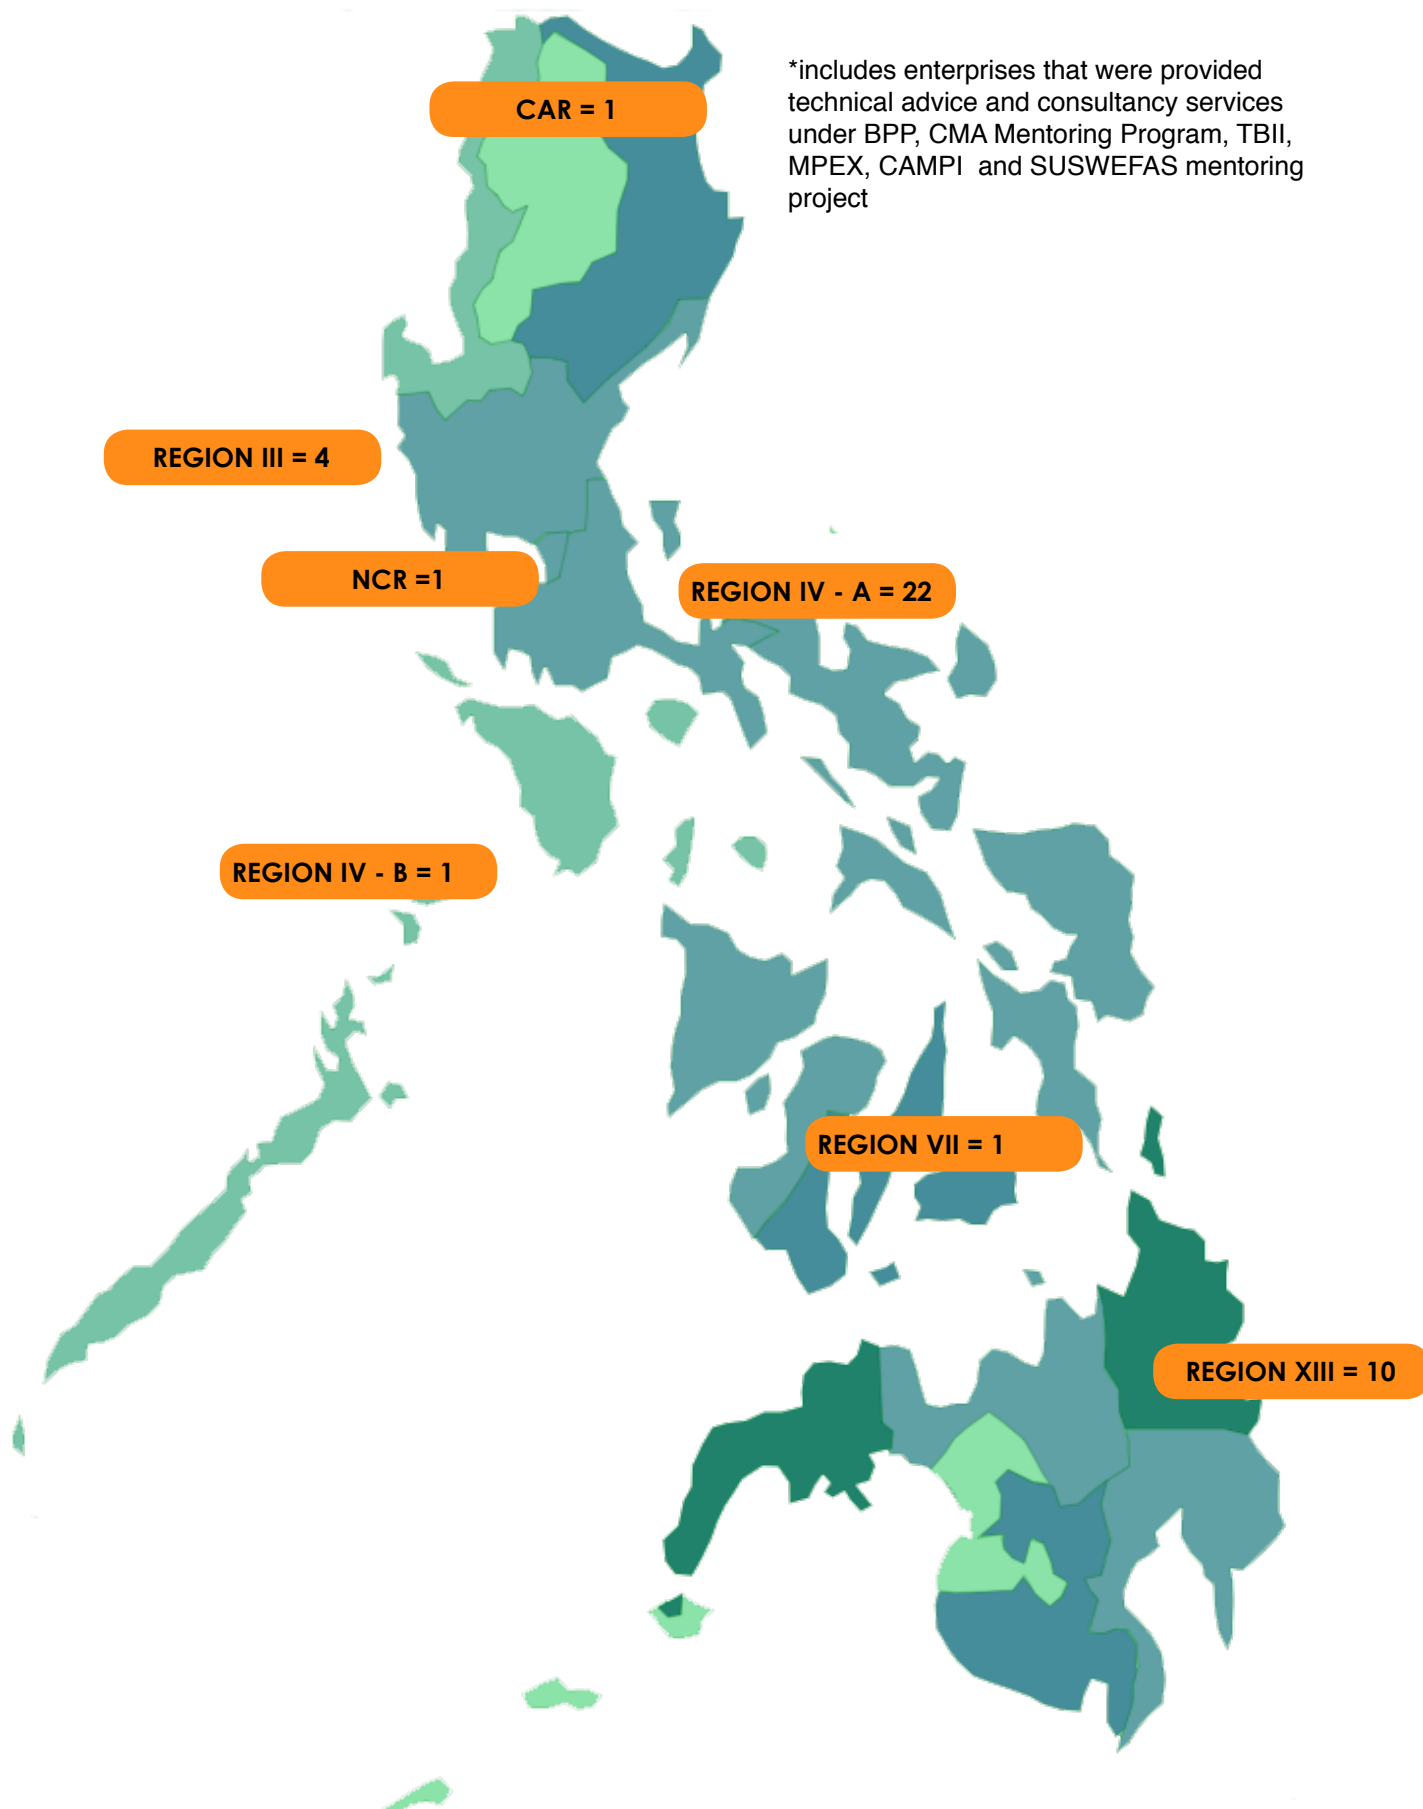 *includes enterprises that were provided
technical advice and consultancy services
under BPP, CMA Mentoring Program, TBII,
MPEX, CAMPI  and SUSWEFAS mentoring
project
CAR = 1
REGION III = 4
NCR =1
REGION IV - A = 22
REGION IV - B = 1
REGION VII = 1
REGION XIII = 10